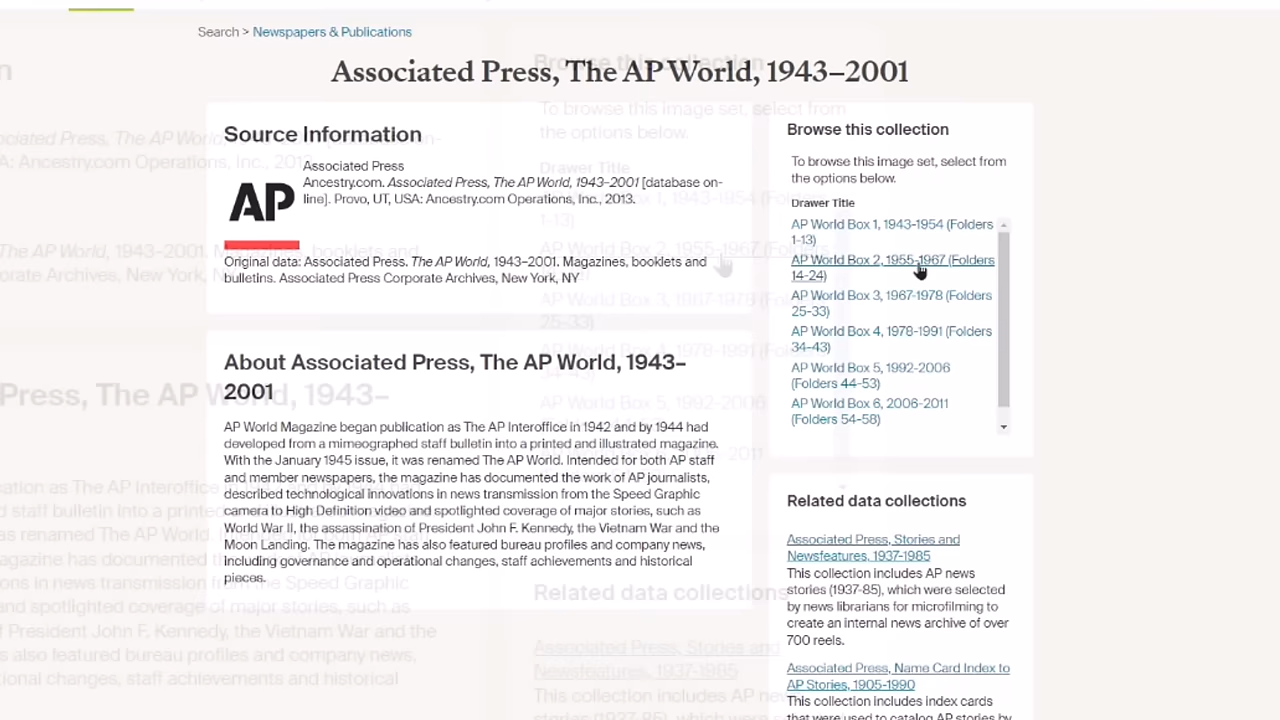 Search > Newspapers & Publications
Associated Press, The AP World, 1943–2001
Source Information
AP
Associated Press
Ancestry.com. Associated Press, The AP World, 1943–2001 [database on-
line]. Provo, UT, USA: Ancestry.com Operations, Inc., 2013.
Original data: Associated Press. The AP World, 1943–2001. Magazines, booklets and
bulletins. Associated Press Corporate Archives, New York, NY
About Associated Press, The AP World, 1943–
2001
AP World Magazine began publication as The AP Interoffice in 1942 and by 1944 had
developed from a mimeographed staff bulletin into a printed and illustrated magazine.
With the January 1945 issue, it was renamed The AP World. Intended for both AP staff
and member newspapers, the magazine has documented the work of AP journalists,
described technological innovations in news transmission from the Speed Graphic
camera to High Definition video and spotlighted coverage of major stories, such as
World War II, the assassination of President John F. Kennedy, the Vietnam War and the
Moon Landing. The magazine has also featured bureau profiles and company news,
including governance and operational changes, staff achievements and historical
pieces.
Browse this collection
To browse this image set, select from
the options below.
Drawer Title
AP World Box 1, 1943-1954 (Folders
1-13)
AP World Box 2, 1955-1967 (Folders
14-24)
AP World Box 3, 1967-1978 (Folders
25-33)
AP World Box 4, 1978-1991 (Folders
34-43)
AP World Box 5, 1992-2006
(Folders 44-53)
AP World Box 6, 2006-2011
(Folders 54-58)
Related data collections
Associated Press, Stories and
Newsfeatures, 1937-1985
This collection includes AP news
stories (1937-85), which were selected
by news librarians for microfilming to
create an internal news archive of over
700 reels.
Associated Press, Name Card Index to
AP Stories, 1905-1990
This collection includes index cards
that were used to catalog AP stories by